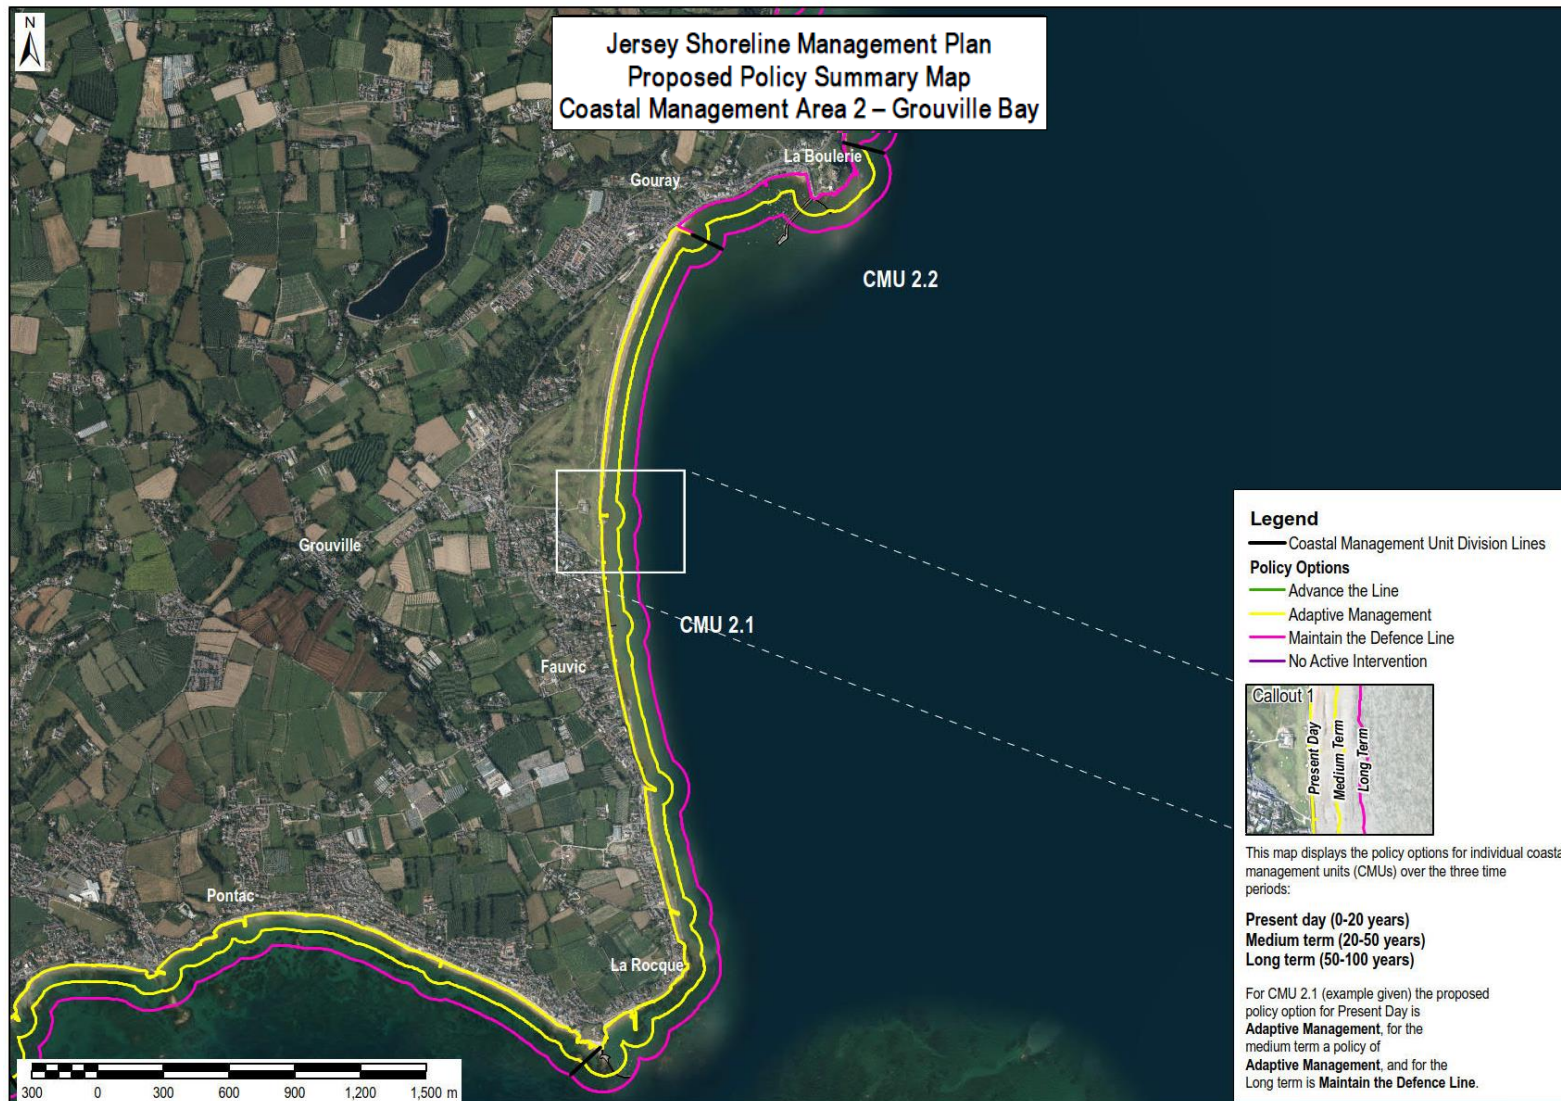 N
Jersey Shoreline Management Plan
Proposed Policy Summary Map
Coastal Management Area 2 – Grouville Bay
La Boulerie
Gouray
CMU 2.2
Grouville
CMU 2.1
Fauvic
Pontac
La Rocque
300 0 300 600 900 1,200 1,500 m
Legend
Coastal Management Unit Division Lines
Policy Options
Advance the Line
Adaptive Management
Maintain the Defence Line
No Active Intervention
Callout 1
Present Day
Medium Term
Long Term
This map displays the policy options for individual coasta
management units (CMUs) over the three time
periods:
Present day (0-20 years)
Medium term (20-50 years)
Long term (50-100 years)
For CMU 2.1 (example given) the proposed
policy option for Present Day is
Adaptive Management, for the
medium term a policy of
Adaptive Management, and for the
Long term is Maintain the Defence Line.